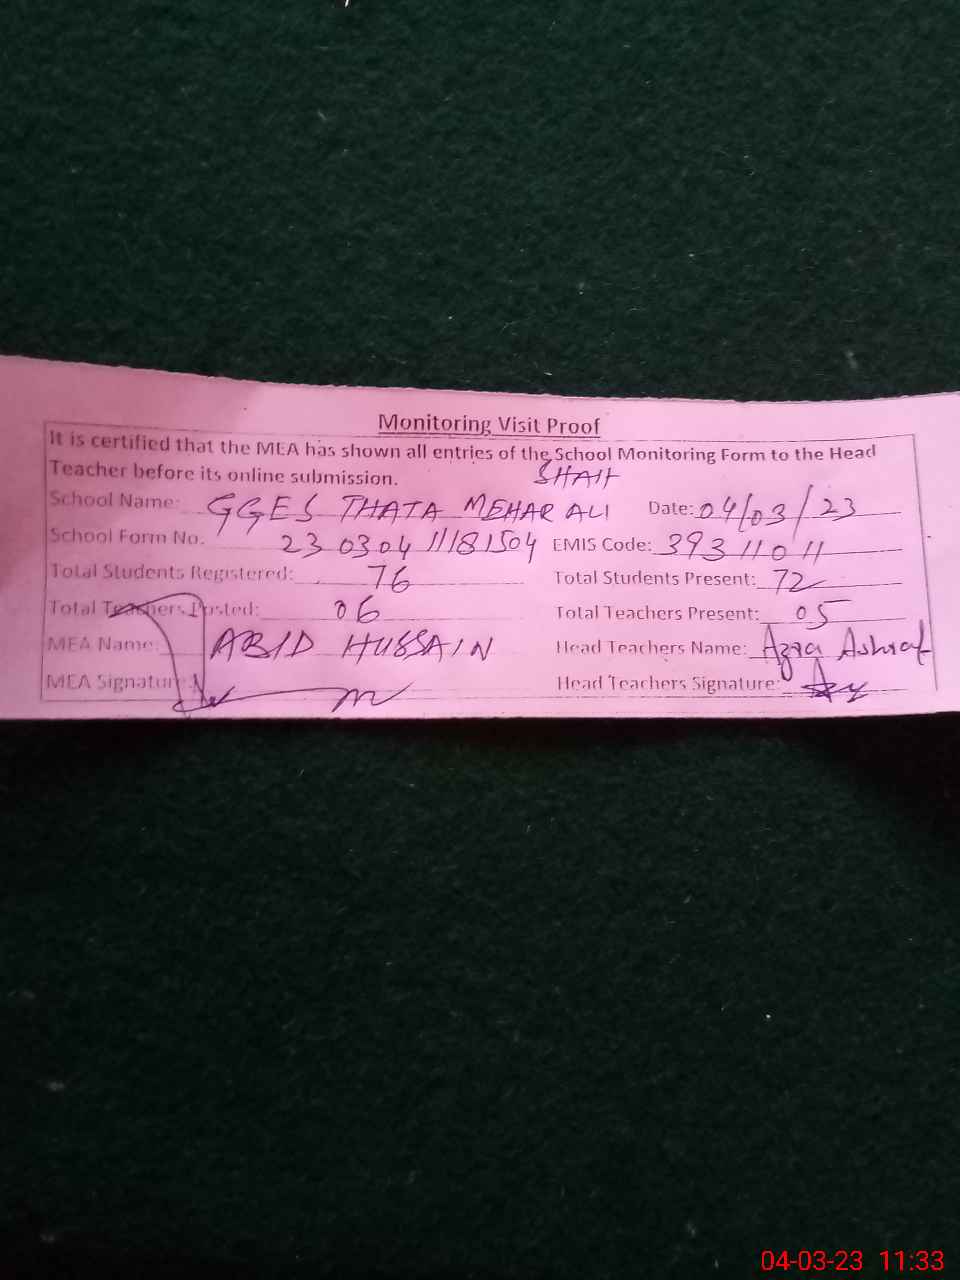 Monitoring Visit Proof
It is certified that the MEA has shown all entries of the School Monitoring Form to the Head
Teacher before its online submission.
SHAH
School Name: GGES THATA MEHAR ALI Date: 04/03/23
School Form No. 23 0304 11181504 EMIS Code: 393 110 11
Total Students Registered: 76 Total Students Present: 72
Total Teachers Posted: 06 Total Teachers Present: 05
MEA Name: ABID HUSSAIN Head Teachers Name: Azra Ashraf
MEA Signature: Head Teachers Signature:
04-03-23 11:33